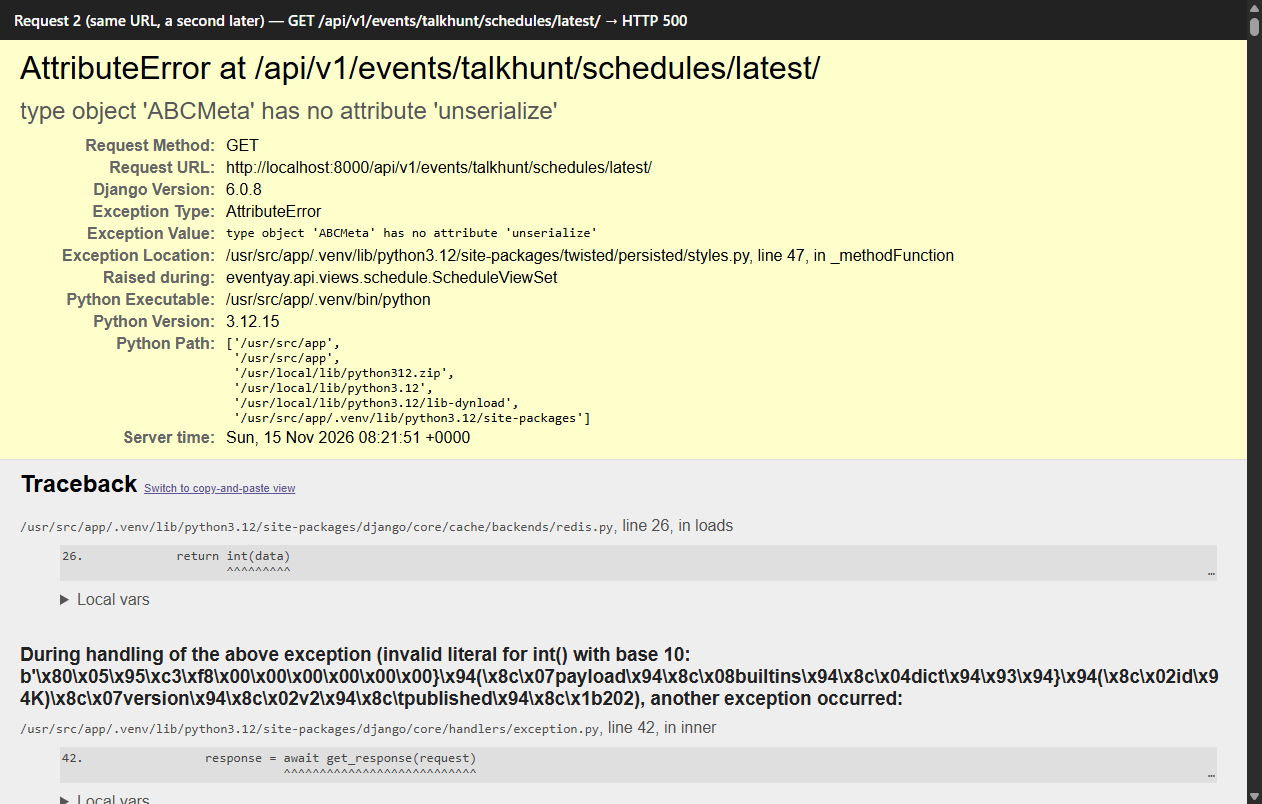 Request 2 (same URL, a second later) — GET /api/v1/events/talkhunt/schedules/latest/ → HTTP 500
AttributeError at /api/v1/events/talkhunt/schedules/latest/
type object 'ABCMeta' has no attribute 'unserialize'
Request Method: GET
Request URL: http://localhost:8000/api/v1/events/talkhunt/schedules/latest/
Django Version: 6.0.8
Exception Type: AttributeError
Exception Value: type object 'ABCMeta' has no attribute 'unserialize'
Exception Location: /usr/src/app/.venv/lib/python3.12/site-packages/twisted/persisted/styles.py, line 47, in _methodFunction
Raised during: eventyay.api.views.schedule.ScheduleViewSet
Python Executable: /usr/src/app/.venv/bin/python
Python Version: 3.12.15
Python Path: ['/usr/src/app',
'/usr/src/app',
'/usr/local/lib/python312.zip',
'/usr/local/lib/python3.12',
'/usr/local/lib/python3.12/lib-dynload',
'/usr/src/app/.venv/lib/python3.12/site-packages']
Server time: Sun, 15 Nov 2026 08:21:51 +0000
Traceback Switch to copy-and-paste view
/usr/src/app/.venv/lib/python3.12/site-packages/django/core/cache/backends/redis.py, line 26, in loads
26. return int(data)
^^^^^^^^^
…
▶ Local vars
During handling of the above exception (invalid literal for int() with base 10:
b'\x80\x05\x95\xc3\xf8\x00\x00\x00\x00\x00\x00}\x94(\x8c\x07payload\x94\x8c\x08builtins\x94\x8c\x04dict\x94\x93\x94}\x94(\x8c\x02id\x9
4K)\x8c\x07version\x94\x8c\x02v2\x94\x8c\tpublished\x94\x8c\x1b202), another exception occurred:
/usr/src/app/.venv/lib/python3.12/site-packages/django/core/handlers/exception.py, line 42, in inner
42. response = await get_response(request)
^^^^^^^^^^^^^^^^^^^^^^^^^^^
…
▶ Local vars